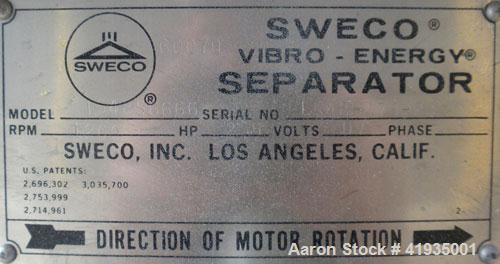 SWECO®
VIBRO - ENERGY®
SEPARATOR
SWECO
®
MODEL SERIAL NO
RPM HP VOLTS PHASE
SWECO, INC. LOS ANGELES, CALIF.
U.S. PATENTS:
2,696,302 3,035,700
2,753,999
2,714,961 2-
DIRECTION OF MOTOR ROTATION
Aaron Stock # 41935001